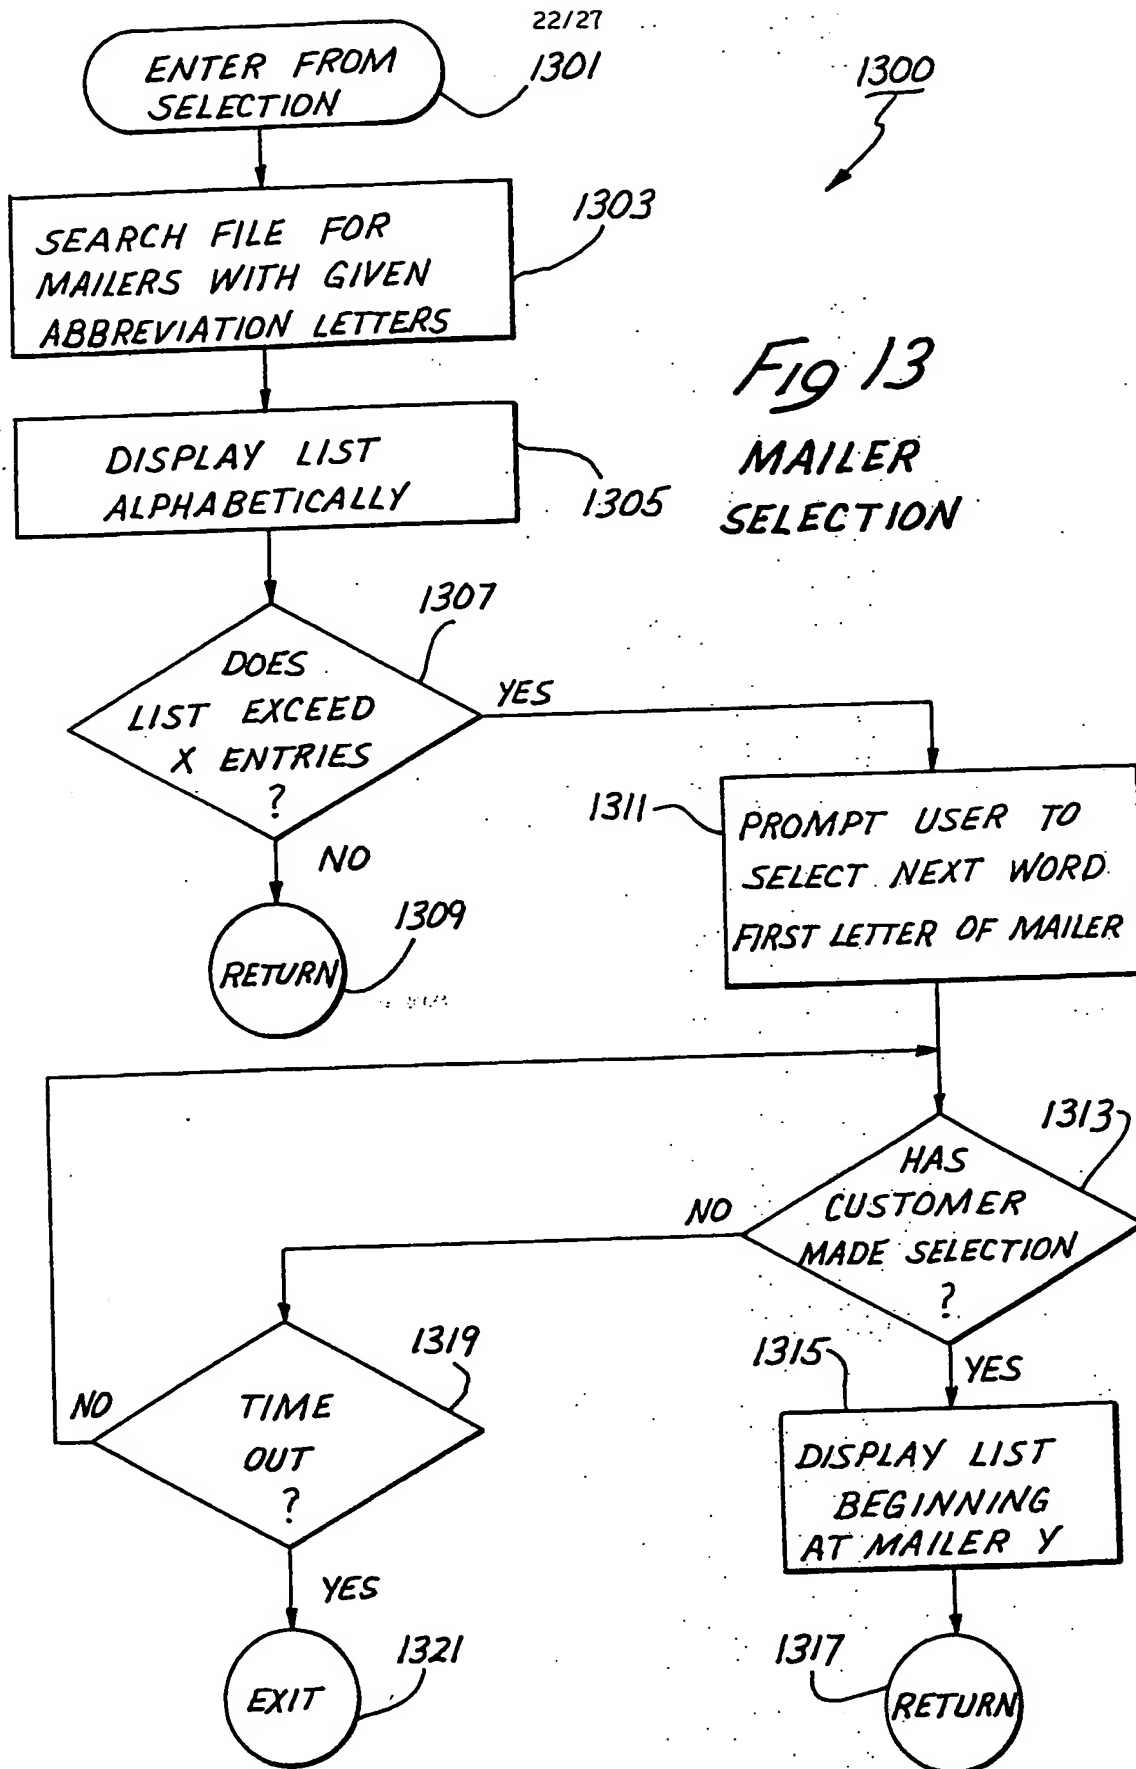 22/27
ENTER FROM
SELECTION
1301
1300
SEARCH FILE FOR
MAILERS WITH GIVEN
ABBREVIATION LETTERS
1303
Fig 13
MAILER
SELECTION
DISPLAY LIST
ALPHABETICALLY
1305
1307
DOES
LIST EXCEED
X ENTRIES
?
YES
NO
1309
RETURN
1311
PROMPT USER TO
SELECT NEXT WORD
FIRST LETTER OF MAILER
1313
HAS
CUSTOMER
MADE SELECTION
?
NO
YES
1319
TIME
OUT
?
NO
YES
1315
DISPLAY LIST
BEGINNING
AT MAILER Y
1321
EXIT
1317
RETURN